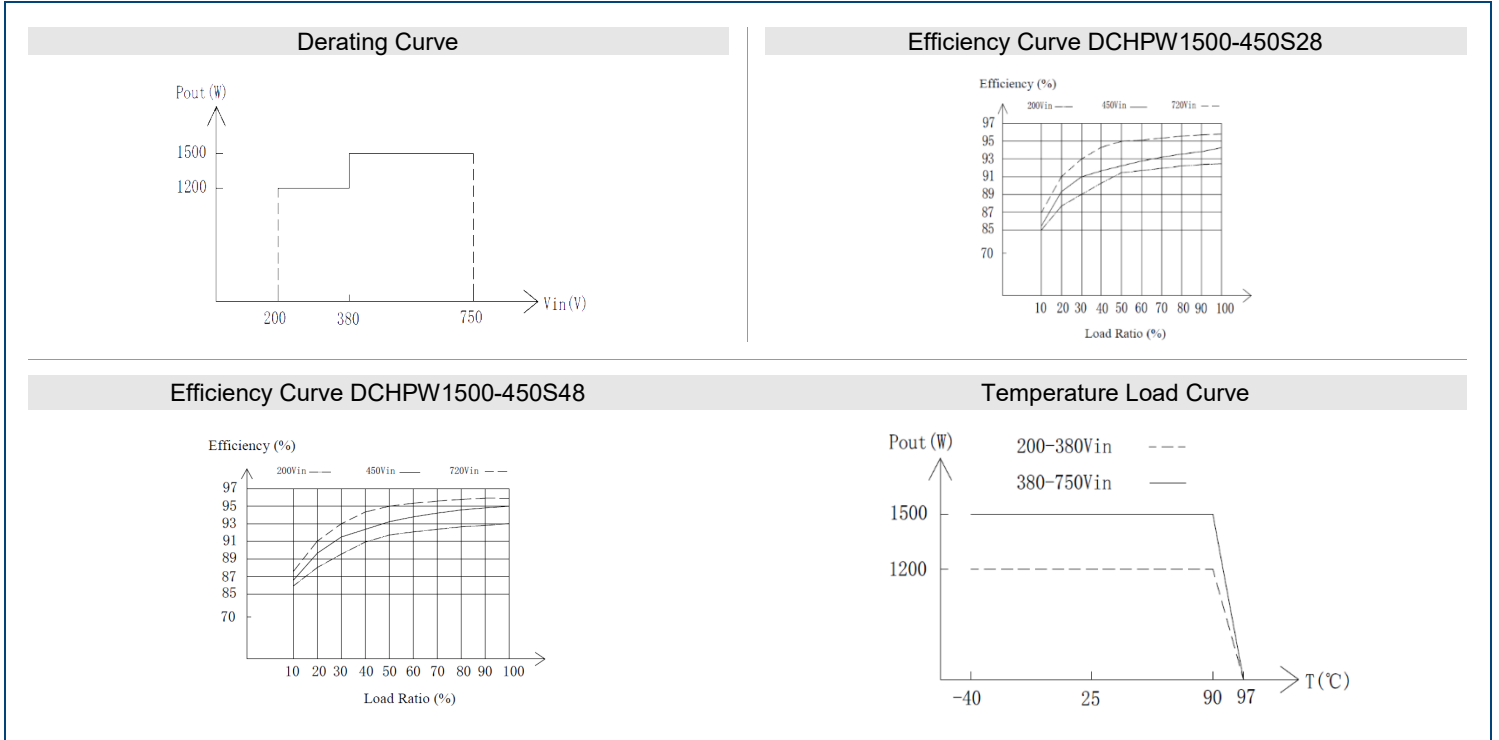 Derating Curve
Pout(W)
1500
1200
200 380 750 Vin(V)
Efficiency Curve DCHPW1500-450S28
Efficiency (%)
200Vin 450Vin 720Vin
97
95
93
91
89
87
85
70
10 20 30 40 50 60 70 80 90 100
Load Ratio (%)
Efficiency Curve DCHPW1500-450S48
Efficiency (%)
200Vin 450Vin 720Vin
97
95
93
91
89
87
85
70
10 20 30 40 50 60 70 80 90 100
Load Ratio (%)
Temperature Load Curve
Pout(W)
200-380Vin
380-750Vin
1500
1200
-40 25 90 97 T(℃)